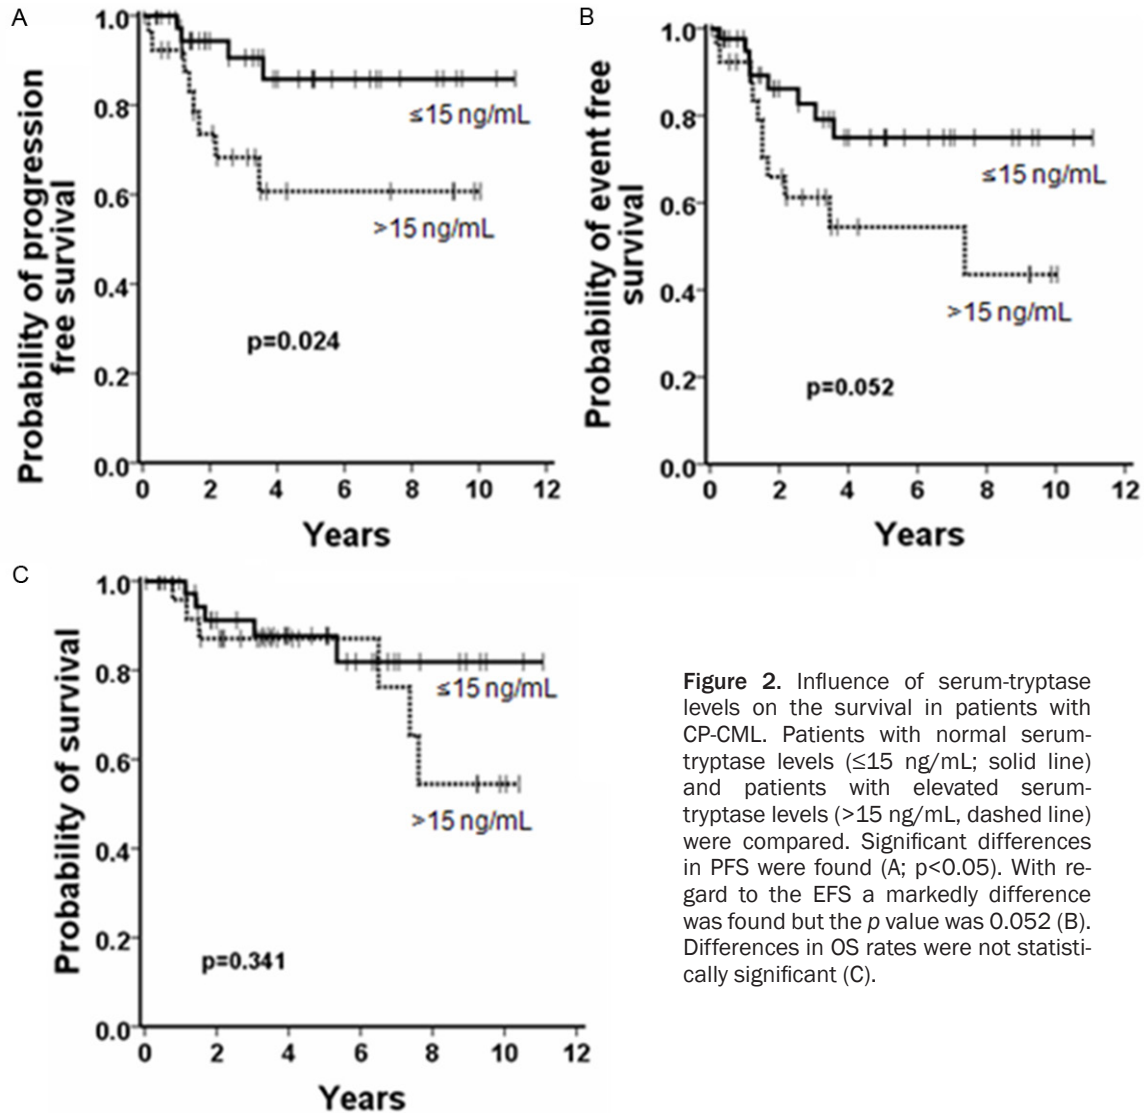 A
Probability of progression
free survival
1.0
0.8
0.6
0.4
0.2
0.0
≤15 ng/mL
>15 ng/mL
p=0.024
0 2 4 6 8 10 12
Years
B
Probability of event free
survival
1.0
0.8
0.6
0.4
0.2
0.0
≤15 ng/mL
>15 ng/mL
p=0.052
0 2 4 6 8 10 12
Years
C
Probability of survival
1.0
0.8
0.6
0.4
0.2
0.0
≤15 ng/mL
>15 ng/mL
p=0.341
0 2 4 6 8 10 12
Years
Figure 2. Influence of serum-tryptase
levels on the survival in patients with
CP-CML. Patients with normal serum-
tryptase levels (≤15 ng/mL; solid line)
and patients with elevated serum-
tryptase levels (>15 ng/mL, dashed line)
were compared. Significant differences
in PFS were found (A; p<0.05). With re-
gard to the EFS a markedly difference
was found but the p value was 0.052 (B).
Differences in OS rates were not statisti-
cally significant (C).